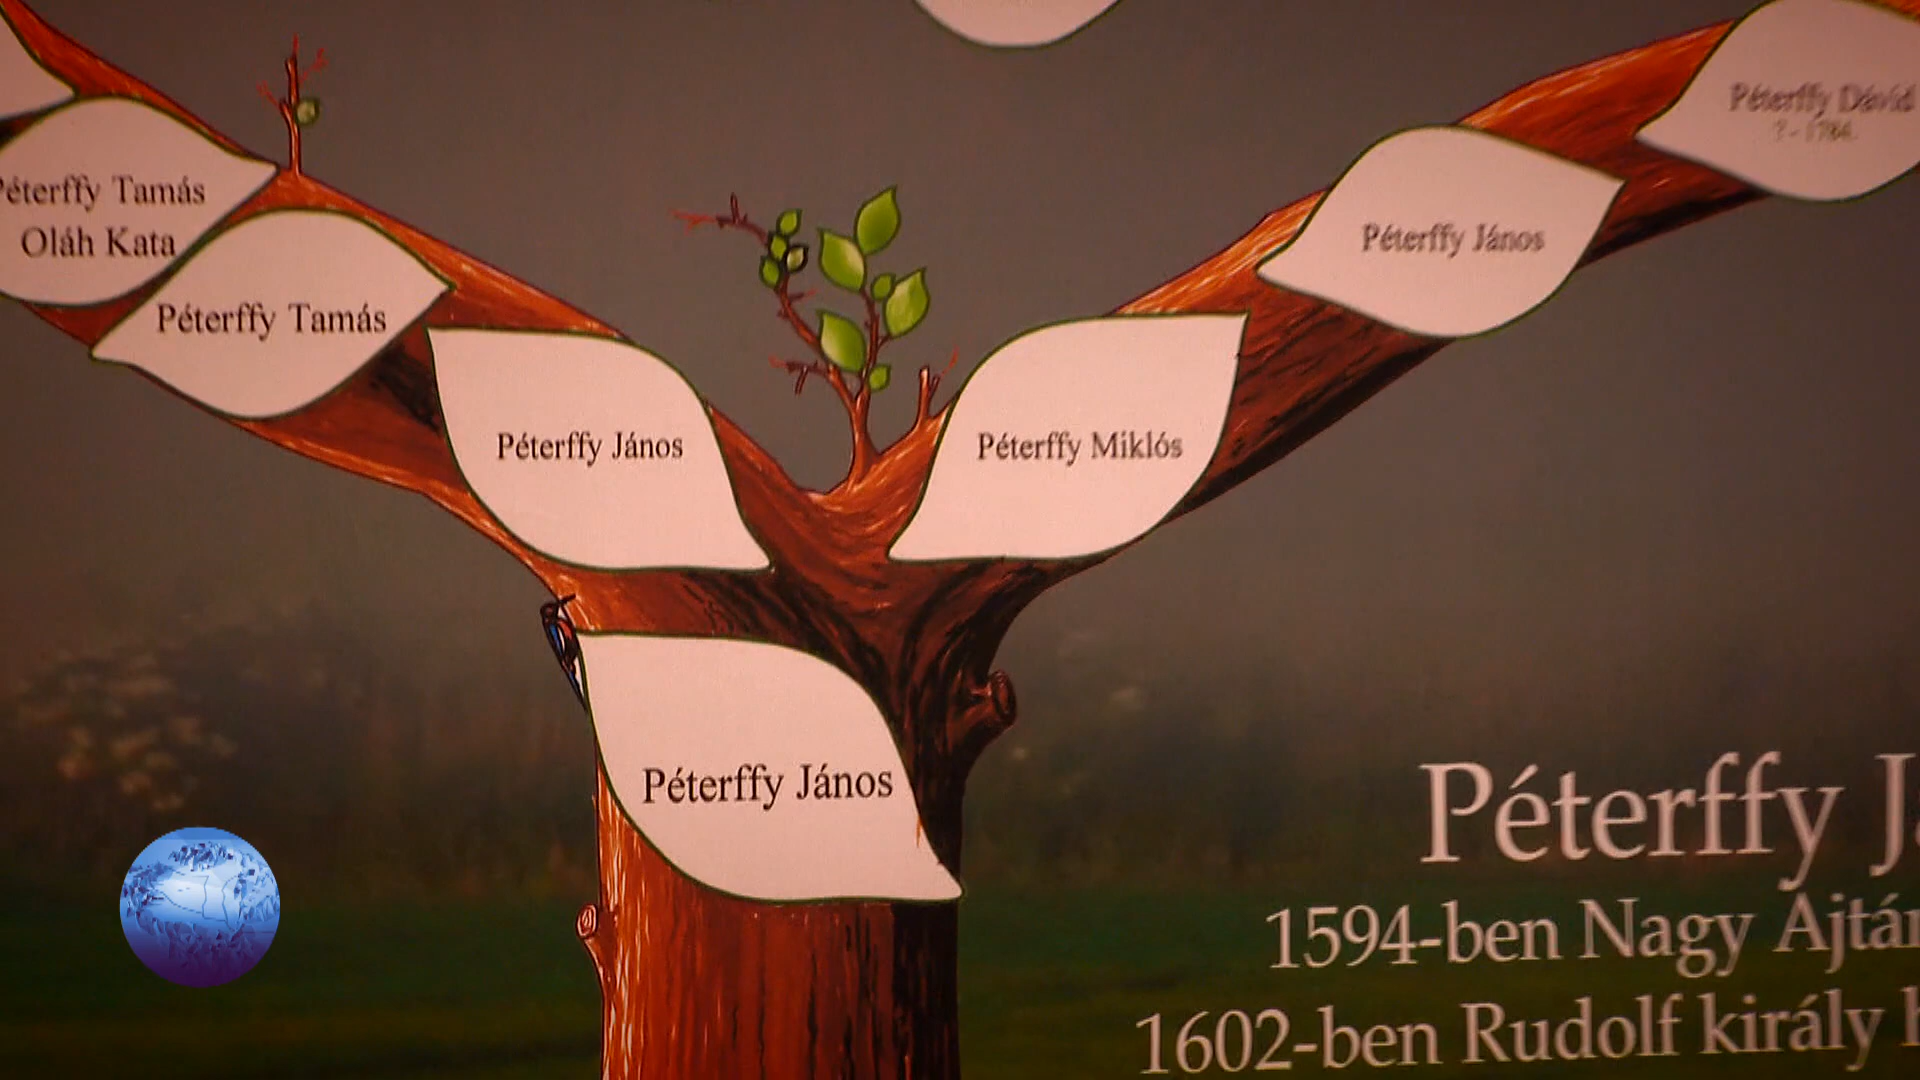 Péterffy Dávid
? - 1784.
Péterffy Tamás
Oláh Kata
Péterffy János
Péterffy Tamás
Péterffy János
Péterffy Miklós
Péterffy János
Péterffy
1594-ben Nagy
1602-ben Rudolf király